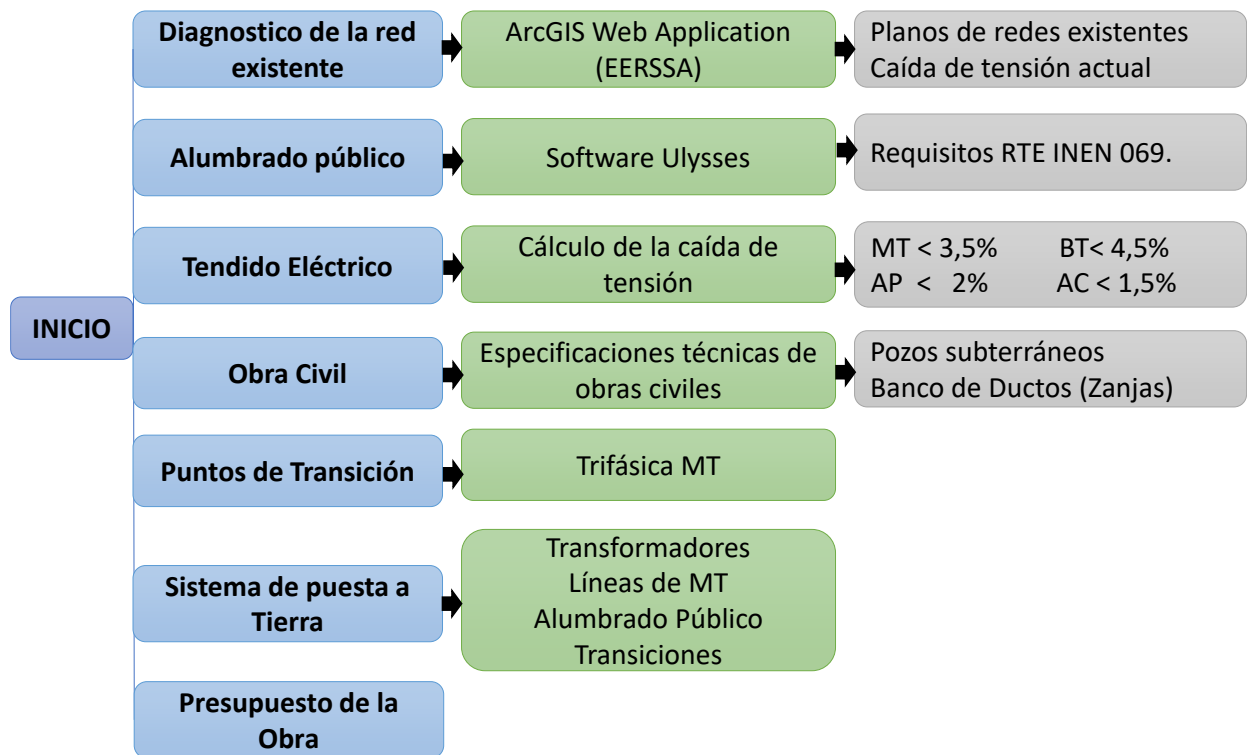 INICIO
Diagnostico de la red
existente
ArcGIS Web Application
(EERSSA)
Planos de redes existentes
Caída de tensión actual
Alumbrado público
Software Ulysses
Requisitos RTE INEN 069.
Tendido Eléctrico
Cálculo de la caída de
tensión
MT < 3,5% BT< 4,5%
AP < 2% AC < 1,5%
Obra Civil
Especificaciones técnicas de
obras civiles
Pozos subterráneos
Banco de Ductos (Zanjas)
Puntos de Transición
Trifásica MT
Sistema de puesta a
Tierra
Transformadores
Líneas de MT
Alumbrado Público
Transiciones
Presupuesto de la
Obra